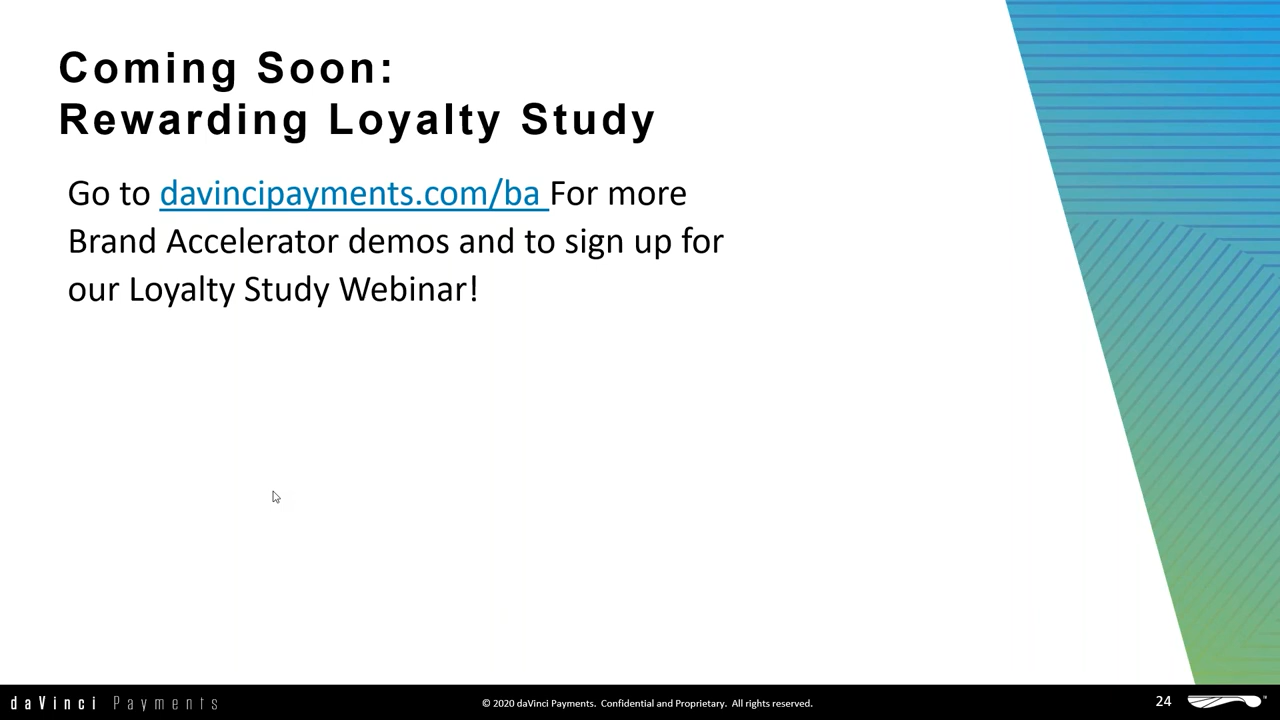 Coming Soon:
Rewarding Loyalty Study
Go to davincipayments.com/ba For more
Brand Accelerator demos and to sign up for
our Loyalty Study Webinar!
daVinci Payments
© 2020 daVinci Payments. Confidential and Proprietary. All rights reserved.
24
™